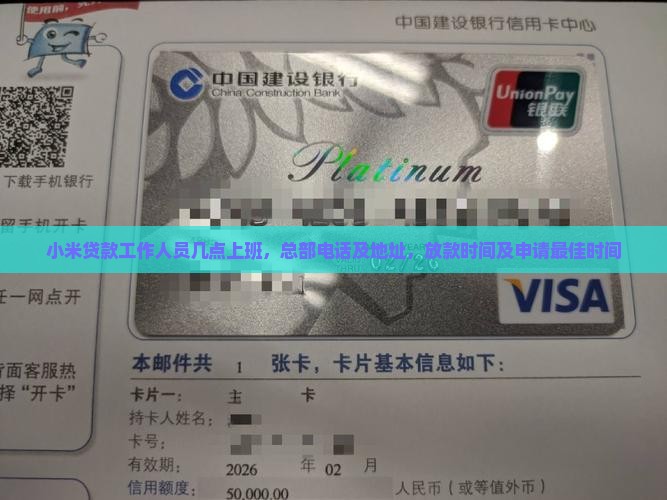 使用前，
中国建设银行信用卡中心
中国建设银行
China Construction Bank
UnionPay
银联
Platinum
下载手机银行
留手机开卡
小米贷款工作人员几点上班，总部电话及地址，放款时间及申请最佳时间
02/26
任一网点开
VISA
背面客服热
择“开卡”
本邮件共 1 张卡，卡片基本信息如下：
卡片一： 主 卡
持卡人姓名：
卡号：
有效期： 2026 年 02 月
信用额度： 50,000.00 人民币（或等值外币）